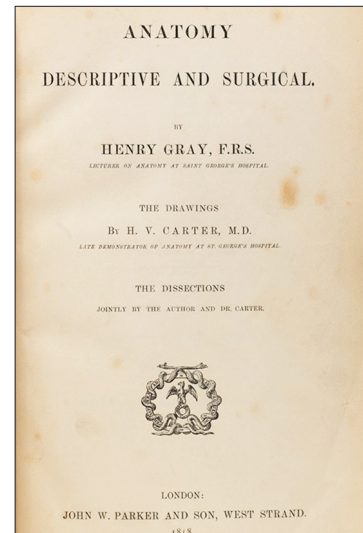 ANATOMY
DESCRIPTIVE AND SURGICAL.
BY
HENRY GRAY, F.R.S.
LECTURER ON ANATOMY AT SAINT GEORGE'S HOSPITAL.
THE DRAWINGS
BY H. V. CARTER, M.D.
LATE DEMONSTRATOR OF ANATOMY AT ST. GEORGE'S HOSPITAL.
THE DISSECTIONS
JOINTLY BY THE AUTHOR AND DR. CARTER.
LONDON:
JOHN W. PARKER AND SON, WEST STRAND.
1858